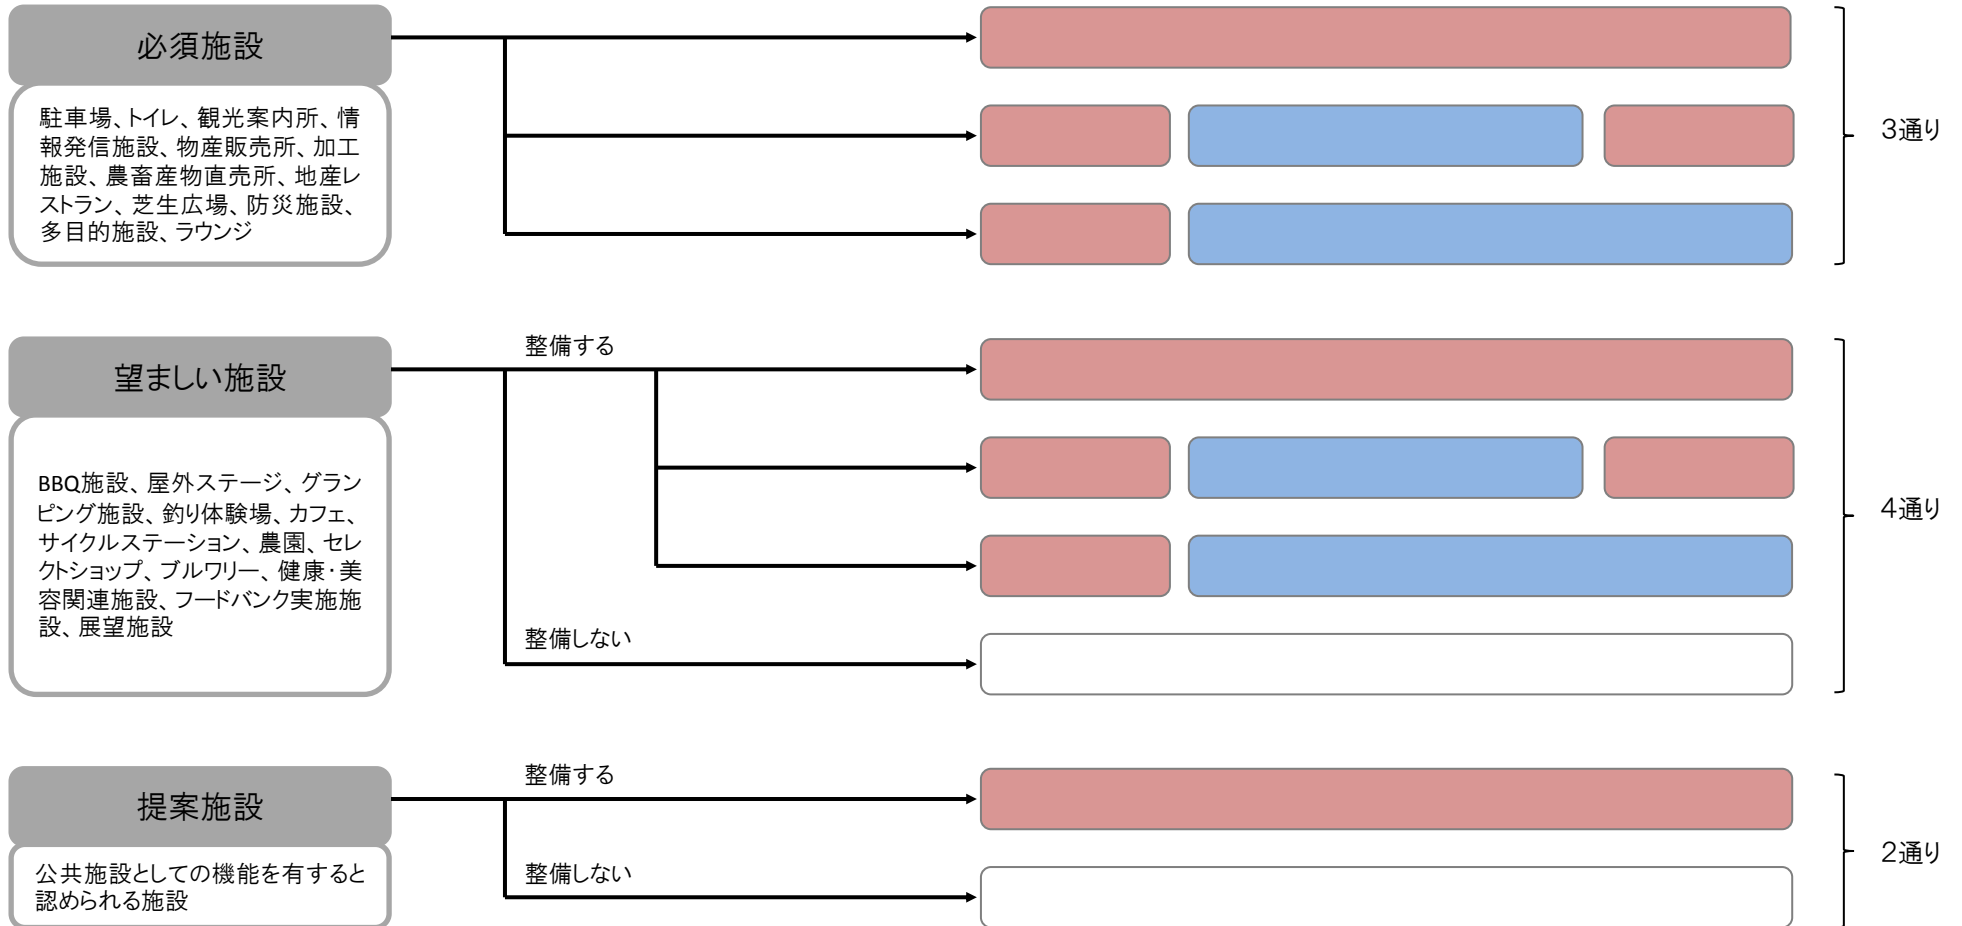 必須施設
駐車場、トイレ、観光案内所、情
報発信施設、物産販売所、加工
施設、農畜産物直売所、地産レ
ストラン、芝生広場、防災施設、
多目的施設、ラウンジ
3通り
望ましい施設
BBQ施設、屋外ステージ、グラン
ピング施設、釣り体験場、カフェ、
サイクルステーション、農園、セレ
クトショップ、ブルワリー、健康・美
容関連施設、フードバンク実施施
設、展望施設
整備する
整備しない
4通り
提案施設
公共施設としての機能を有すると
認められる施設
整備する
整備しない
2通り